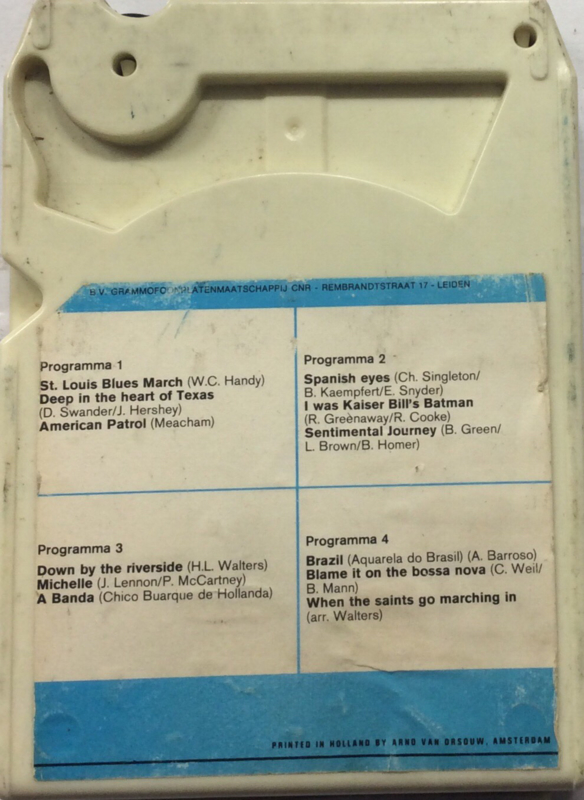 B.V. GRAMMOFOONPLATENMAATSCHAPPIJ CNR - REMBRANDTSTRAAT 17 - LEIDEN
Programma 1
St. Louis Blues March (W.C. Handy)
Deep in the heart of Texas
(D. Swander/J. Hershey)
American Patrol (Meacham)
Programma 2
Spanish eyes (Ch. Singleton/
B. Kaempfert/E. Snyder)
I was Kaiser Bill's Batman
(R. Greenaway/R. Cooke)
Sentimental Journey (B. Green/
L. Brown/B. Homer)
Programma 3
Down by the riverside (H.L. Walters)
Michelle (J. Lennon/P. McCartney)
A Banda (Chico Buarque de Hollanda)
Programma 4
Brazil (Aquarela do Brasil) (A. Barroso)
Blame it on the bossa nova (C. Weil/
B. Mann)
When the saints go marching in
(arr. Walters)
PRINTED IN HOLLAND BY ARNO VAN ORSOUW, AMSTERDAM